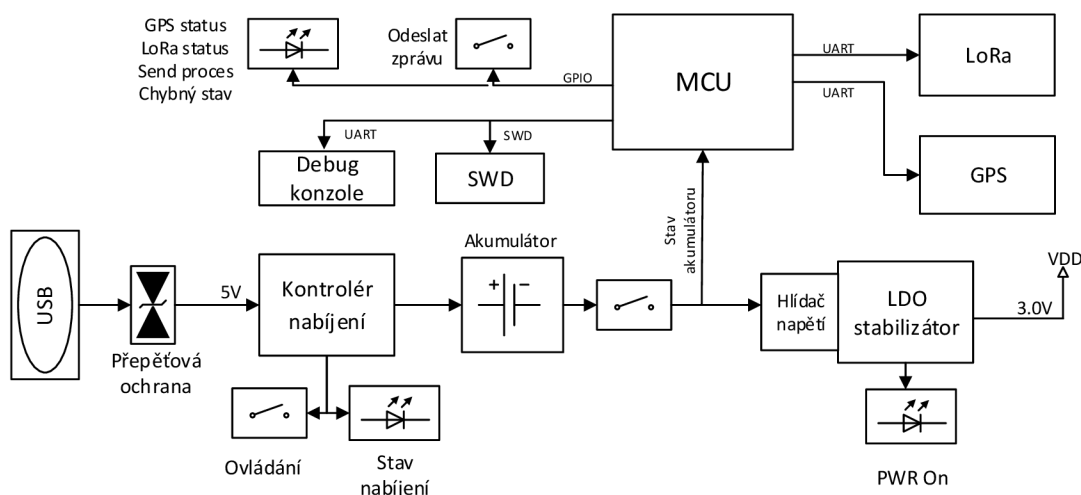 GPS status
LoRa status
Send proces
Chybný stav
Odeslat
zprávu
GPIO
MCU
UART
LoRa
UART
GPS
UART
SWD
Debug
konzole
SWD
Stav
akumulátoru
USB
Přepěťová
ochrana
5V
Kontrolér
nabíjení
Akumulátor
+ −
Hlídač
napětí
LDO
stabilizátor
3.0V
VDD
Ovládání
Stav
nabíjení
PWR On